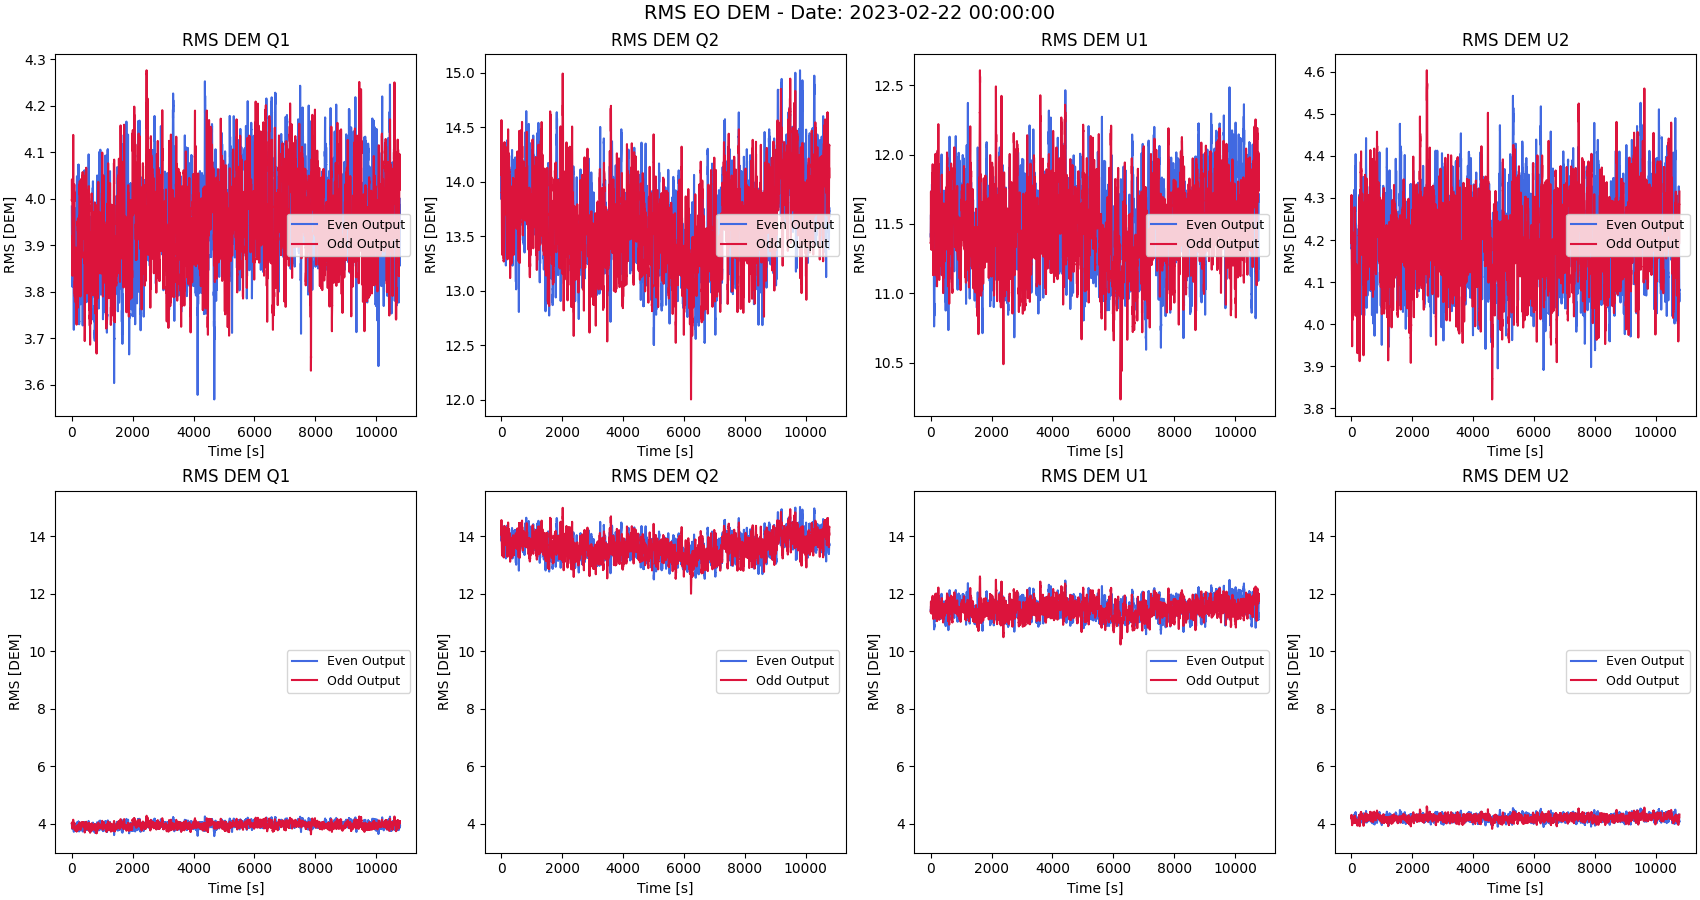 RMS EO DEM - Date: 2023-02-22 00:00:00
RMS DEM Q1
RMS [DEM]
4.3
4.2
4.1
4.0
3.9
3.8
3.7
3.6
Even Output
Odd Output
0 2000 4000 6000 8000 10000
Time [s]
RMS DEM Q2
RMS [DEM]
15.0
14.5
14.0
13.5
13.0
12.5
12.0
Even Output
Odd Output
0 2000 4000 6000 8000 10000
Time [s]
RMS DEM U1
RMS [DEM]
12.5
12.0
11.5
11.0
10.5
Even Output
Odd Output
0 2000 4000 6000 8000 10000
Time [s]
RMS DEM U2
RMS [DEM]
4.6
4.5
4.4
4.3
4.2
4.1
4.0
3.9
3.8
Even Output
Odd Output
0 2000 4000 6000 8000 10000
Time [s]
RMS DEM Q1
RMS [DEM]
14
12
10
8
6
4
Even Output
Odd Output
0 2000 4000 6000 8000 10000
Time [s]
RMS DEM Q2
RMS [DEM]
14
12
10
8
6
4
Even Output
Odd Output
0 2000 4000 6000 8000 10000
Time [s]
RMS DEM U1
RMS [DEM]
14
12
10
8
6
4
Even Output
Odd Output
0 2000 4000 6000 8000 10000
Time [s]
RMS DEM U2
RMS [DEM]
14
12
10
8
6
4
Even Output
Odd Output
0 2000 4000 6000 8000 10000
Time [s]